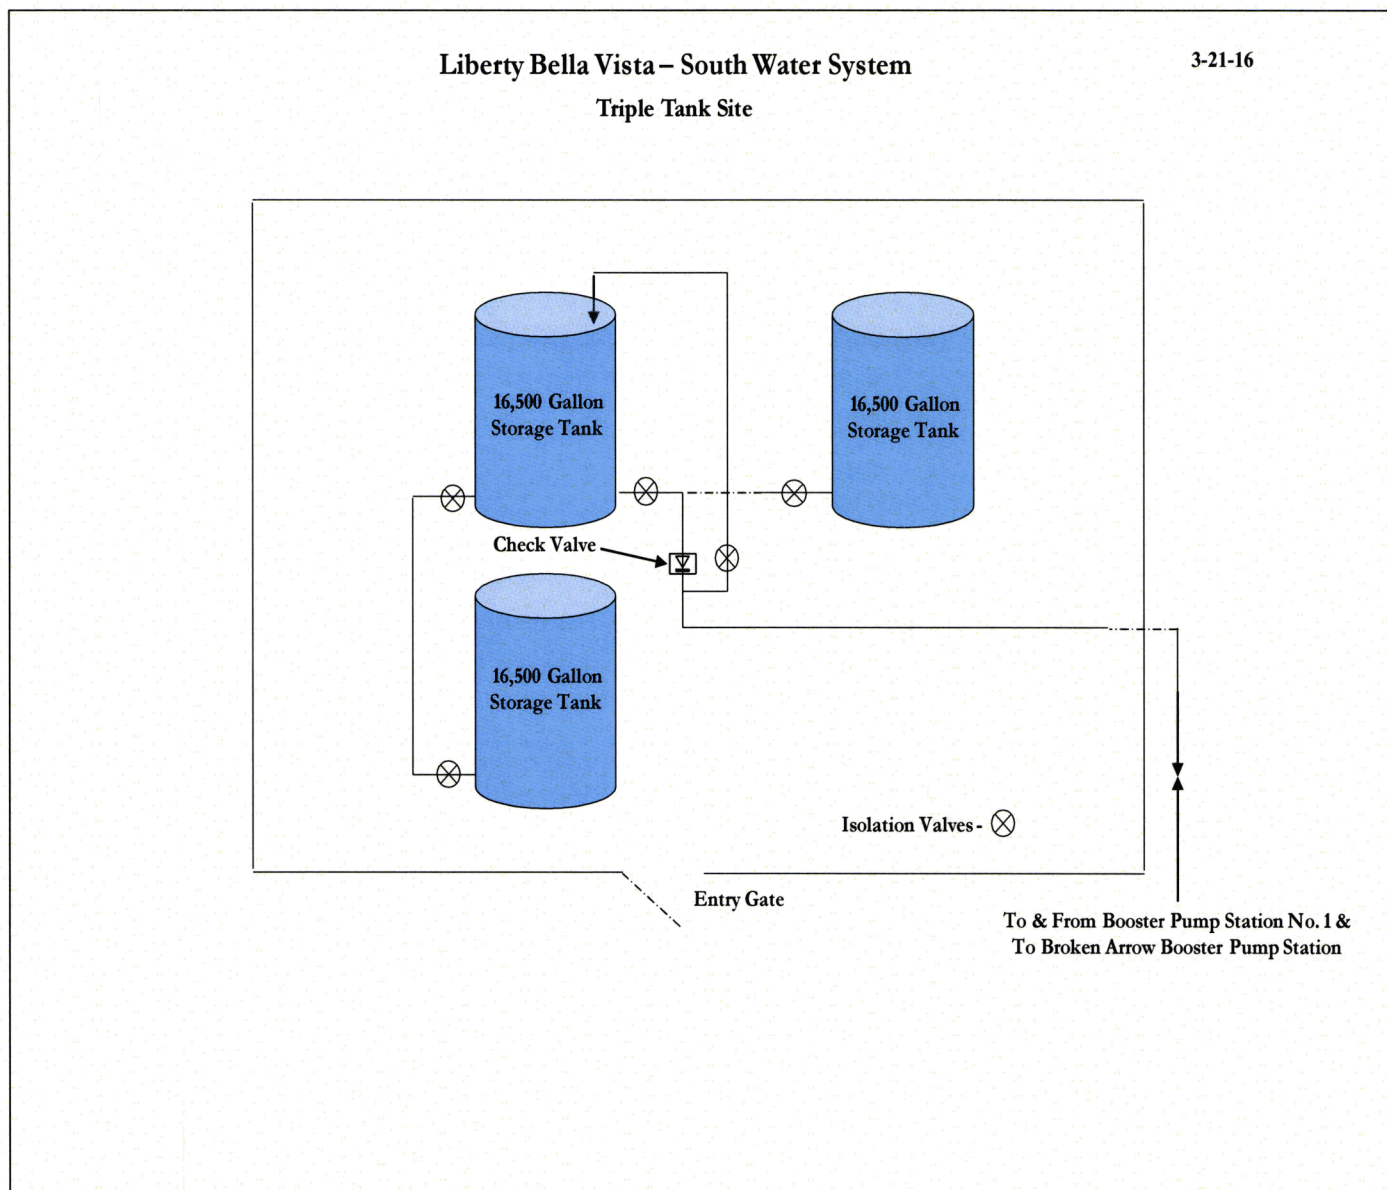 Liberty Bella Vista – South Water System
3-21-16
Triple Tank Site
16,500 Gallon
Storage Tank
16,500 Gallon
Storage Tank
Check Valve
16,500 Gallon
Storage Tank
Isolation Valves -
Entry Gate
To & From Booster Pump Station No. 1 &
To Broken Arrow Booster Pump Station